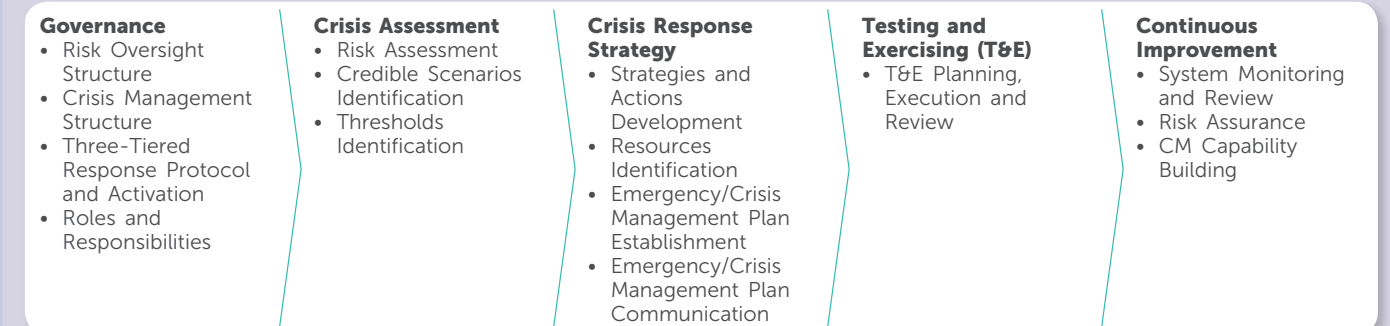 Governance
• Risk Oversight
Structure
• Crisis Management
Structure
• Three-Tiered
Response Protocol
and Activation
• Roles and
Responsibilities
Crisis Assessment
• Risk Assessment
• Credible Scenarios
Identification
• Thresholds
Identification
Crisis Response
Strategy
• Strategies and
Actions
Development
• Resources
Identification
• Emergency/Crisis
Management Plan
Establishment
• Emergency/Crisis
Management Plan
Communication
Testing and
Exercising (T&E)
• T&E Planning,
Execution and
Review
Continuous
Improvement
• System Monitoring
and Review
• Risk Assurance
• CM Capability
Building